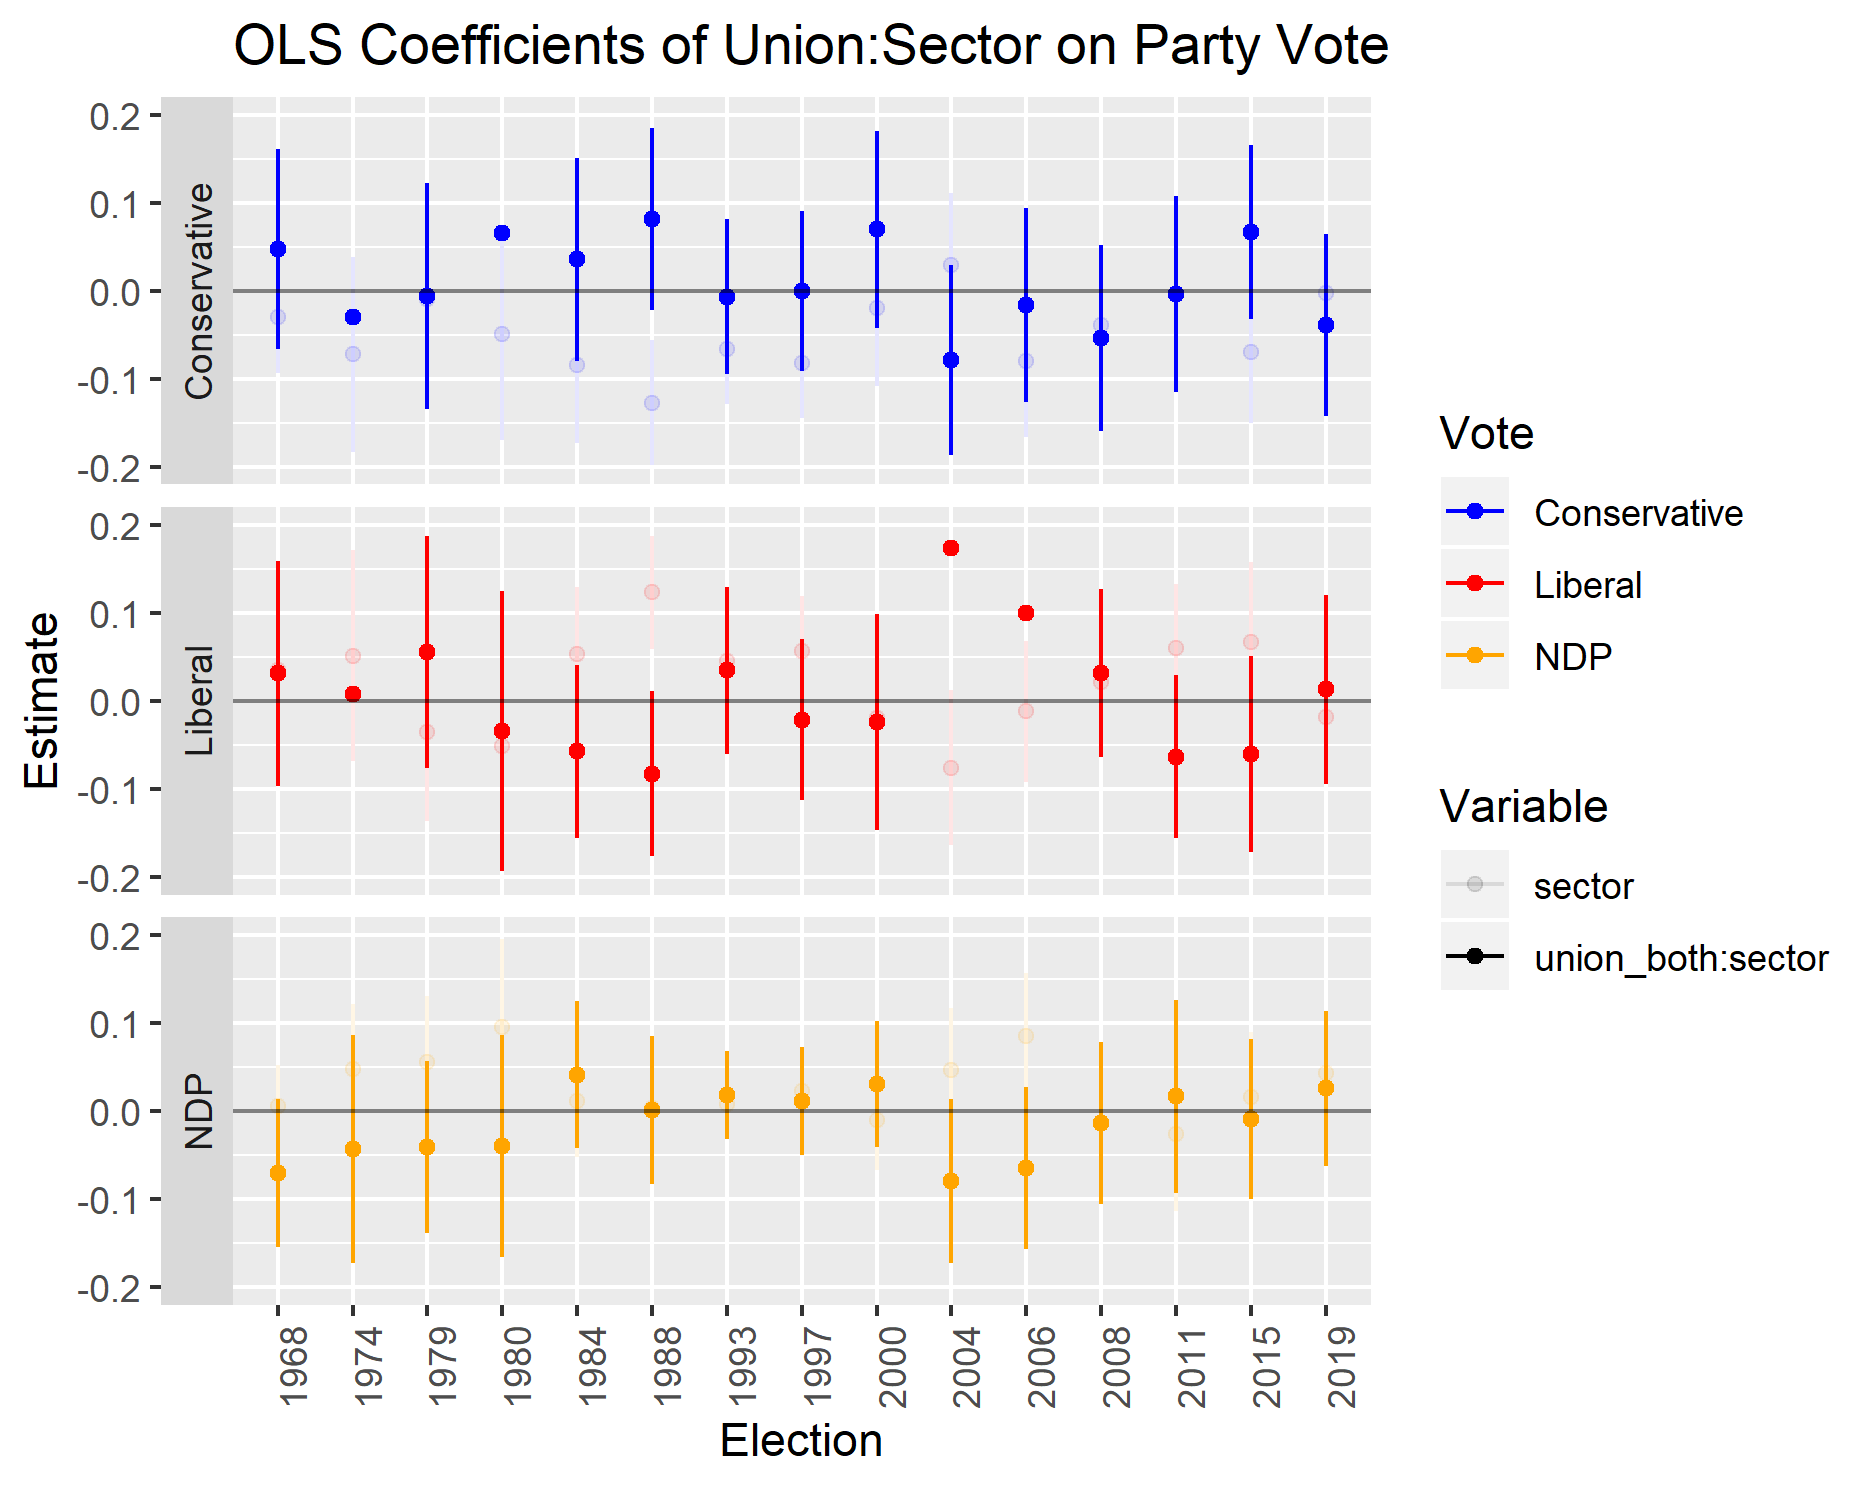 OLS Coefficients of Union:Sector on Party Vote
Estimate
Conservative
0.2
0.1
0.0
-0.1
-0.2
Liberal
0.2
0.1
0.0
-0.1
-0.2
NDP
0.2
0.1
0.0
-0.1
-0.2
1968
1974
1979
1980
1984
1988
1993
1997
2000
2004
2006
2008
2011
2015
2019
Election
Vote
Conservative
Liberal
NDP
Variable
sector
union_both:sector